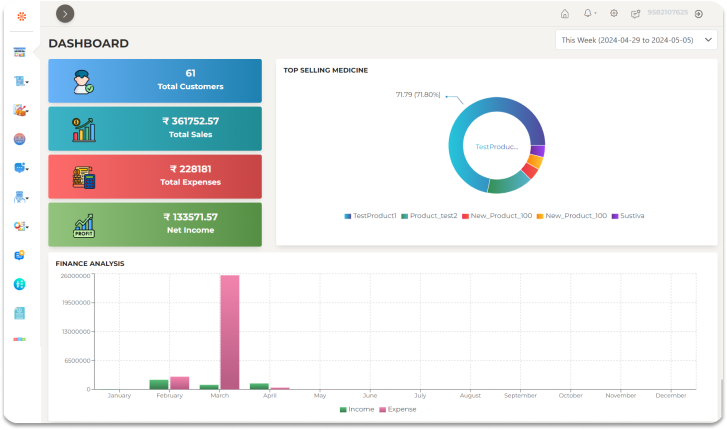 9582107625
DASHBOARD
This Week (2024-04-29 to 2024-05-05)
61
Total Customers
₹ 361752.57
Total Sales
₹ 228181
Total Expenses
₹ 133571.57
PROFIT
Net Income
TOP SELLING MEDICINE
71.79 (71.80%)
TestProduc...
TestProduct1 Product_test2 New_Product_100 New_Product_100 Sustiva
FINANCE ANALYSIS
26000000
19500000
13000000
6500000
0
January February March April May June July August September October November December
Income Expense